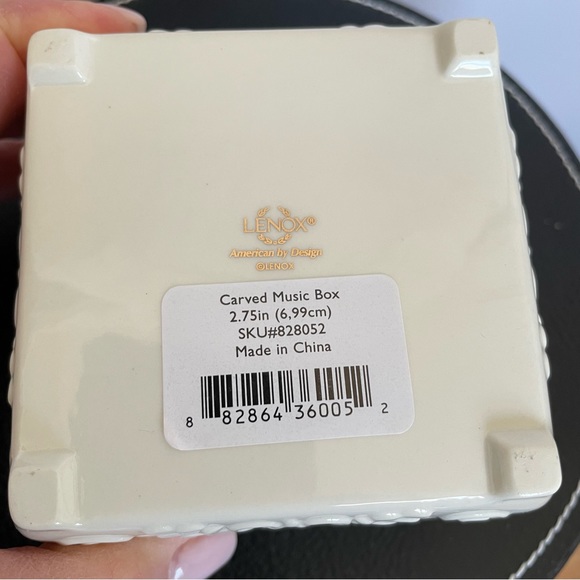 LENOX®
American by Design
©LENOX
Carved Music Box
2.75in (6,99cm)
SKU#828052
Made in China
8 82864 36005 2